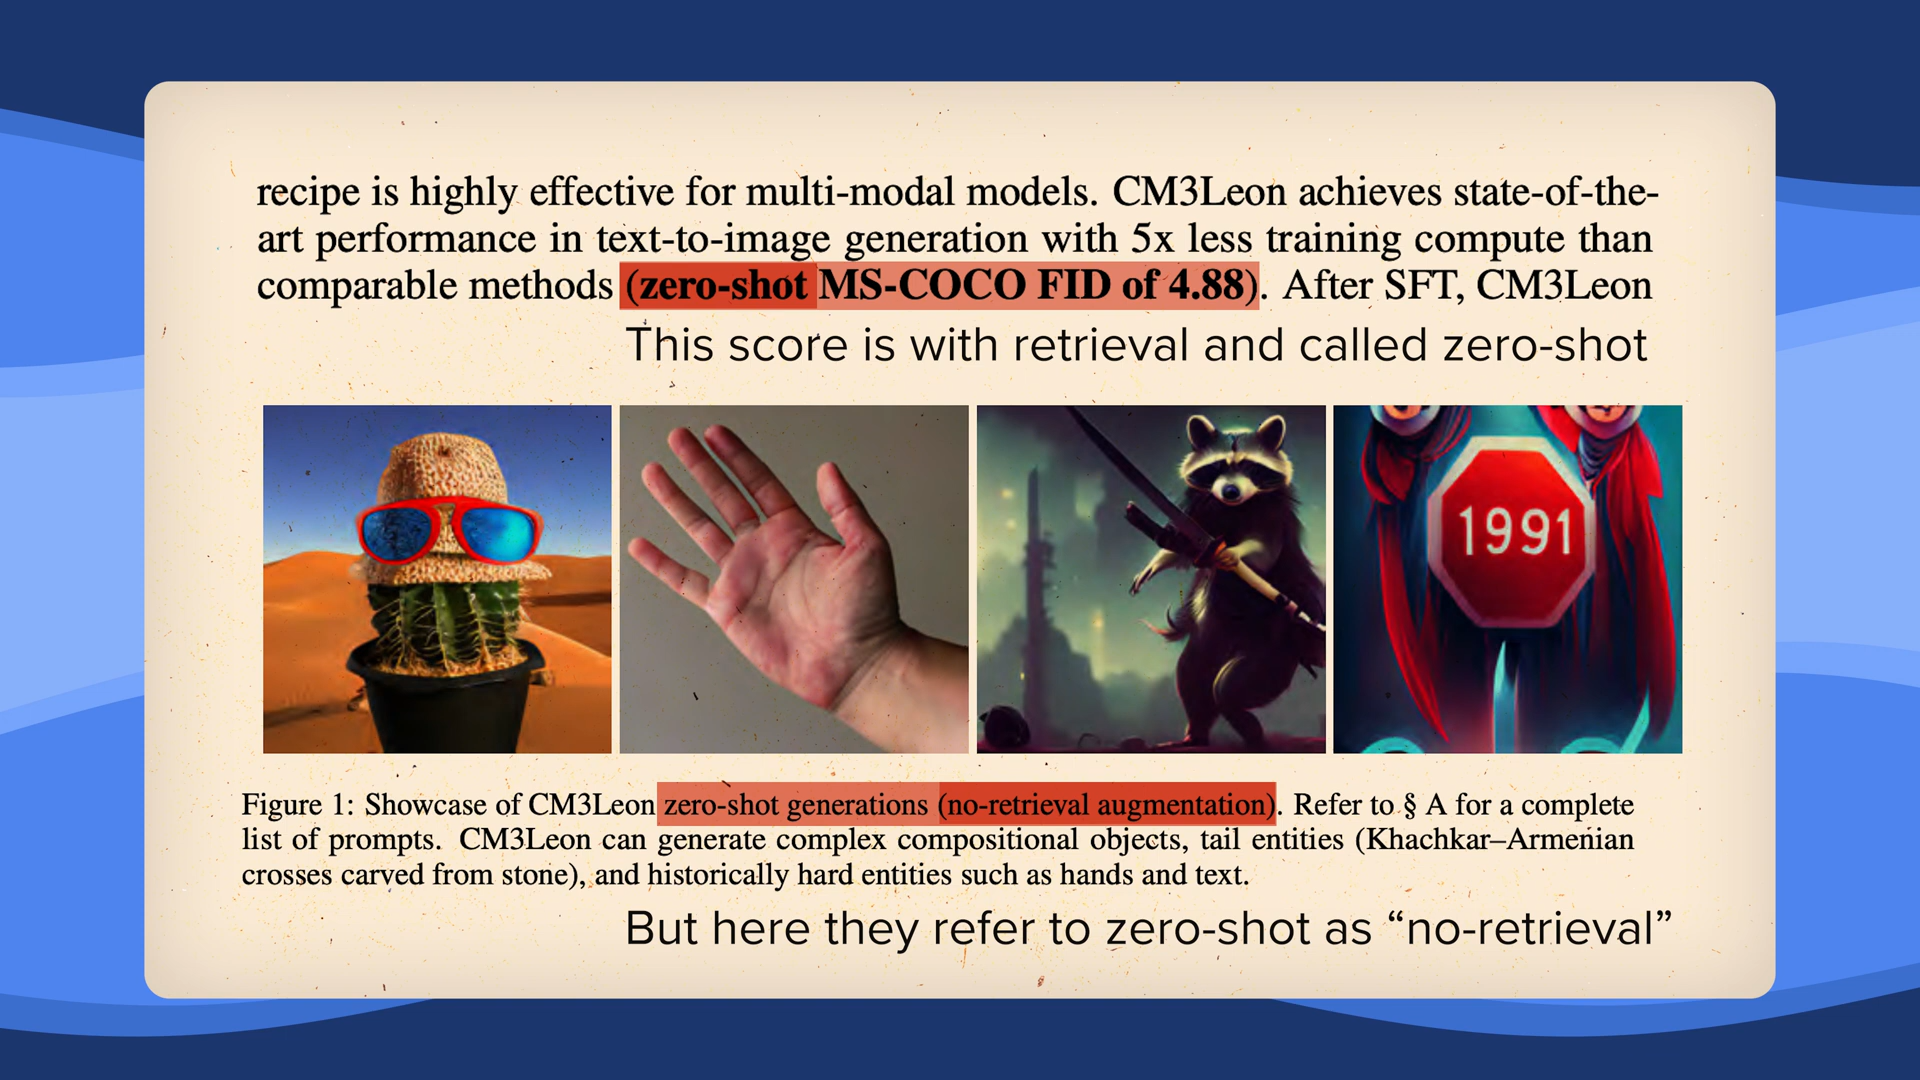 recipe is highly effective for multi-modal models. CM3Leon achieves state-of-the-
art performance in text-to-image generation with 5x less training compute than
comparable methods (zero-shot MS-COCO FID of 4.88). After SFT, CM3Leon
This score is with retrieval and called zero-shot
1991
Figure 1: Showcase of CM3Leon zero-shot generations (no-retrieval augmentation). Refer to § A for a complete
list of prompts. CM3Leon can generate complex compositional objects, tail entities (Khachkar–Armenian
crosses carved from stone), and historically hard entities such as hands and text.
But here they refer to zero-shot as “no-retrieval”